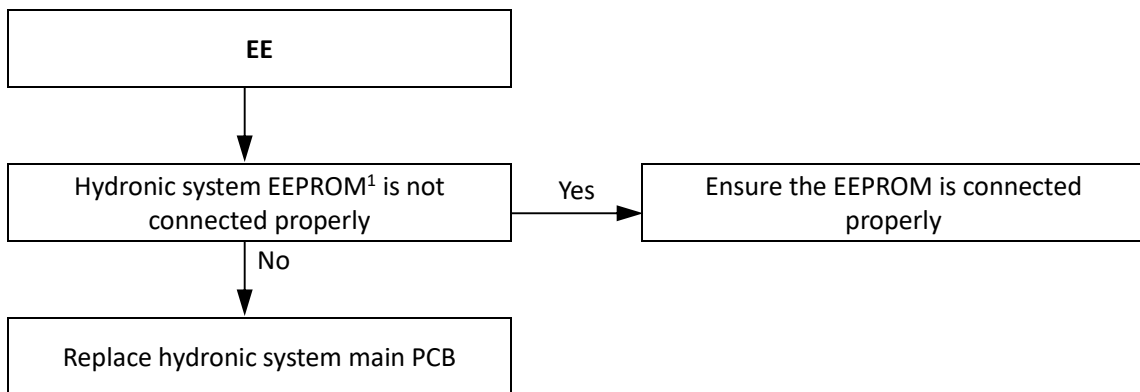 EE
Hydronic system EEPROM¹ is not
connected properly
Yes
Ensure the EEPROM is connected
properly
No
Replace hydronic system main PCB